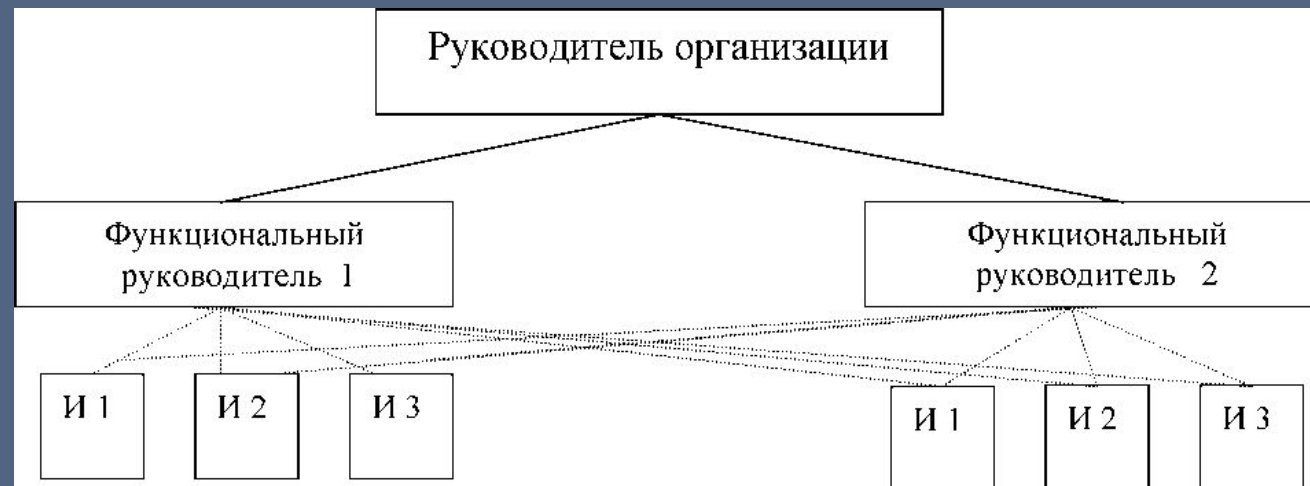 Руководитель организации
Функциональный
руководитель 1
Функциональный
руководитель 2
И 1
И 2
И 3
И 1
И 2
И 3